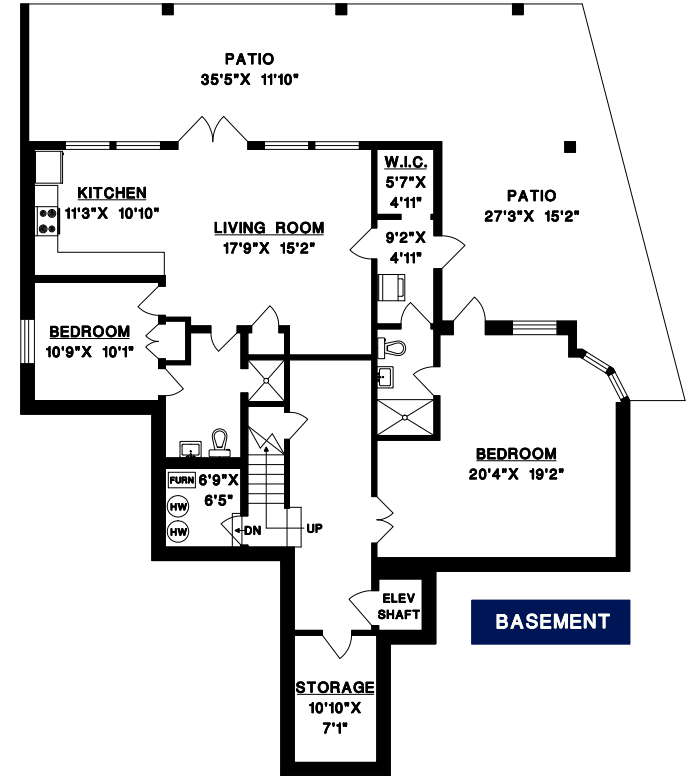 PATIO
35'5"X 11'10"
W.I.C.
5'7"X
4'11"
KITCHEN
11'3"X 10'10"
PATIO
27'3"X 15'2"
LIVING ROOM
17'9"X 15'2"
9'2"X
4'11"
BEDROOM
10'9"X 10'1"
BEDROOM
20'4"X 19'2"
FURN
6'9"X
6'5"
HW
HW
DN
UP
ELEV
SHAFT
BASEMENT
STORAGE
10'10"X
7'1"